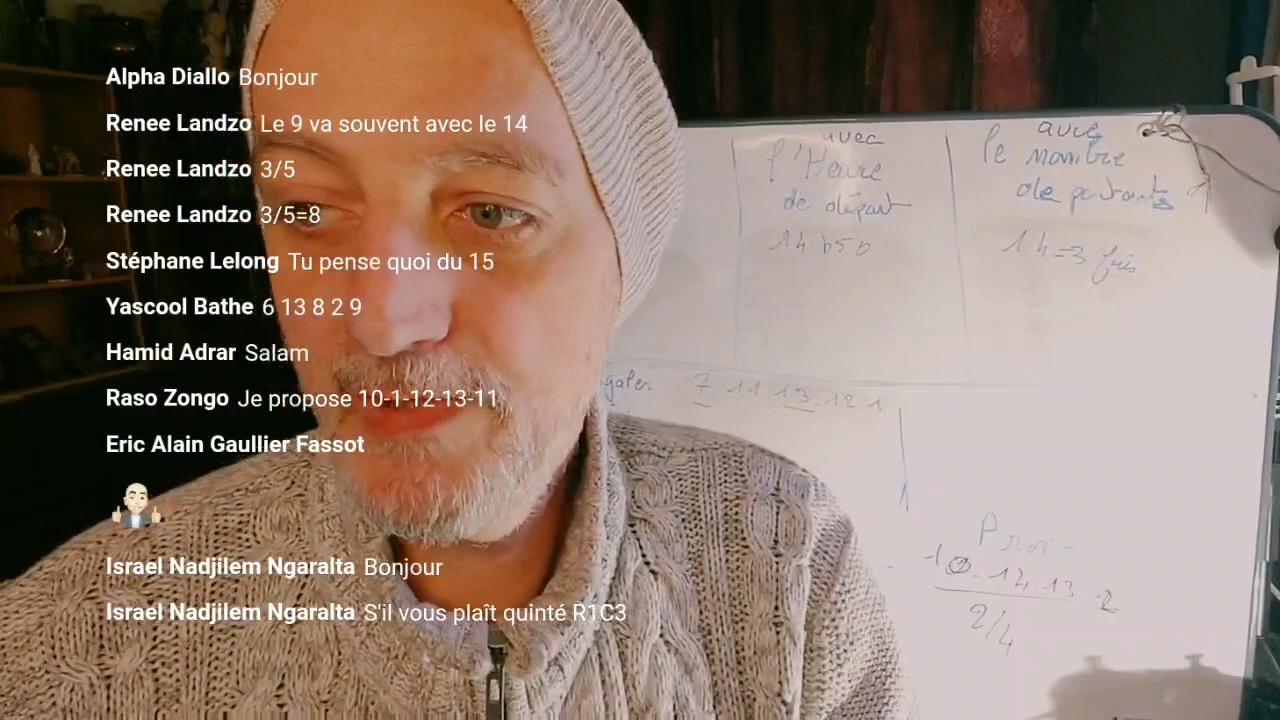 Alpha Diallo Bonjour
Renee Landzo Le 9 va souvent avec le 14
Renee Landzo 3/5
Renee Landzo 3/5=8
Stéphane Lelong Tu pense quoi du 15
Yascool Bathe 6 13 8 2 9
Hamid Adrar Salam
Raso Zongo Je propose 10-1-12-13-11
Eric Alain Gaullier Fassot
Israel Nadjilem Ngaralta Bonjour
Israel Nadjilem Ngaralta S'il vous plaît quinté R1C3
avec
l'Heure
de départ
14 h50
avec
le nombre
de partants
14=3 fois
7 11 13.12.1
Prono
2/4